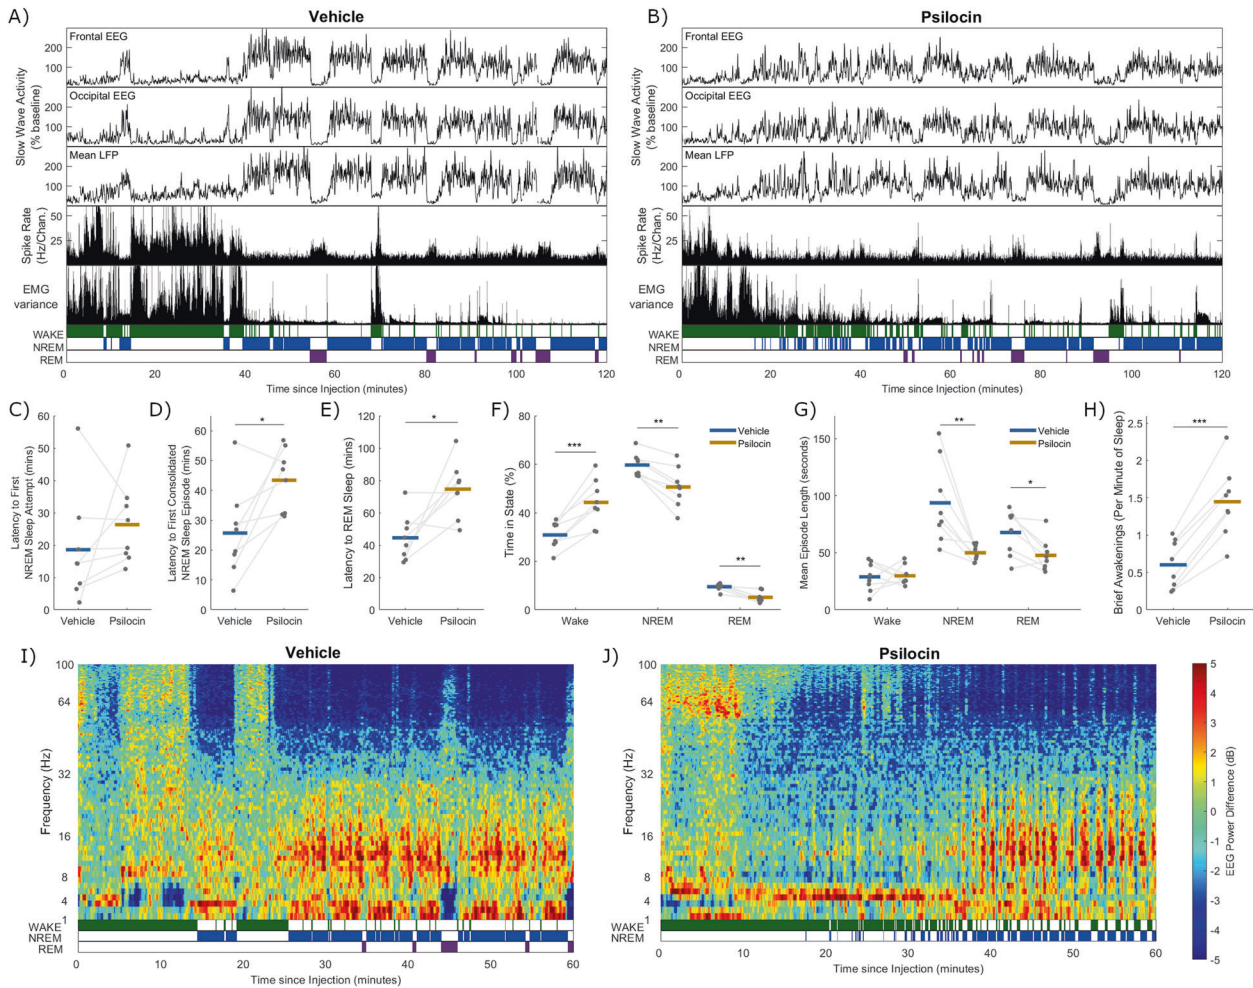 A)
Vehicle
Slow Wave Activity
(% baseline)
Frontal EEG
200
100
Occipital EEG
200
100
Mean LFP
200
100
Spike Rate
(Hz/Chan.)
50
25
EMG
variance
WAKE
NREM
REM
0 20 40 60 80 100 120
Time since Injection (minutes)
B)
Psilocin
Slow Wave Activity
(% baseline)
Frontal EEG
200
100
Occipital EEG
200
100
Mean LFP
200
100
Spike Rate
(Hz/Chan.)
50
25
EMG
variance
WAKE
NREM
REM
0 20 40 60 80 100 120
Time since Injection (minutes)
C)
Latency to First
NREM Sleep Attempt (mins)
60
50
40
30
20
10
0
Vehicle Psilocin
D)
Latency to First Consolidated
NREM Sleep Episode (mins)
60
50
40
30
20
10
0
*
Vehicle Psilocin
E)
Latency to REM Sleep (mins)
120
100
80
60
40
20
0
*
Vehicle Psilocin
F)
Time in State (%)
80
60
40
20
0
***
**
**
Vehicle
Psilocin
Wake NREM REM
G)
Mean Episode Length (seconds)
150
100
50
0
**
*
Vehicle
Psilocin
Wake NREM REM
H)
Brief Awakenings (Per Minute of Sleep)
2.5
2
1.5
1
0.5
0
***
Vehicle Psilocin
I)
Vehicle
Frequency (Hz)
100
64
32
16
8
4
1
WAKE
NREM
REM
0 10 20 30 40 50 60
Time since Injection (minutes)
J)
Psilocin
Frequency (Hz)
100
64
32
16
8
4
1
WAKE
NREM
0 10 20 30 40 50 60
Time since Injection (minutes)
5
4
3
2
1
0
-1
-2
-3
-4
-5
EEG Power Difference (dB)